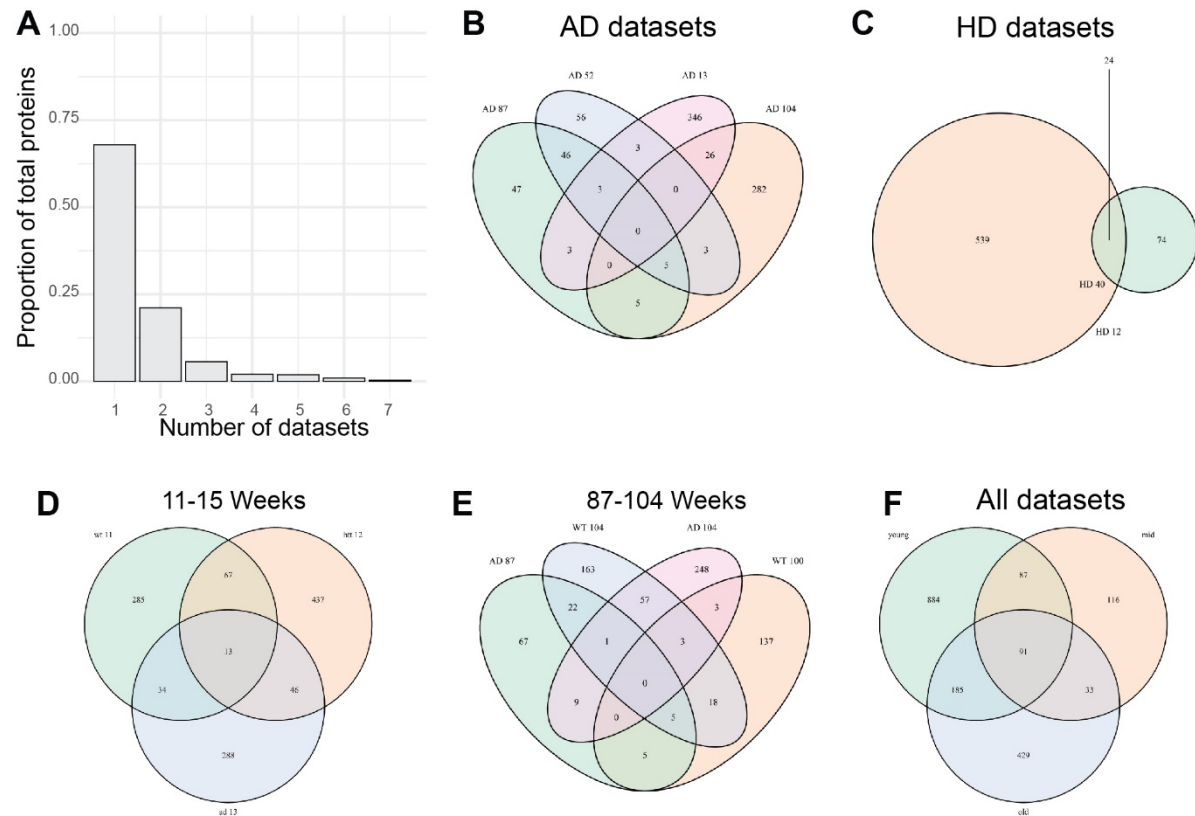 A
1.00
0.75
0.50
0.25
0.00
Proportion of total proteins
1 2 3 4 5 6 7
Number of datasets
B AD datasets
AD 52 AD 13
AD 87 AD 104
56 346
46 3 26
47 3 0 282
0
3 0 5 3
5
C HD datasets
24
539 74
HD 40
HD 12
D 11-15 Weeks
wt 11 htt 12
67
285 437
13
34 46
288
ad 13
E 87-104 Weeks
WT 104 AD 104
AD 87 WT 100
163 248
22 57 3
67 1 3 137
0
9 0 5 18
5
F All datasets
young mid
87
884 116
91
185 33
429
old